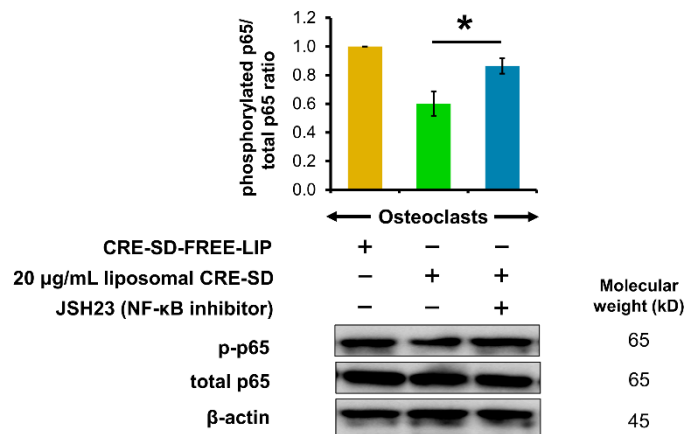 phosphorylated p65/
total p65 ratio
1.2
1.0
0.8
0.6
0.4
0.2
0.0
*
Osteoclasts
CRE-SD-FREE-LIP + − −
20 µg/mL liposomal CRE-SD − + +
JSH23 (NF-κB inhibitor) − − +
Molecular
weight (kD)
p-p65 65
total p65 65
β-actin 45